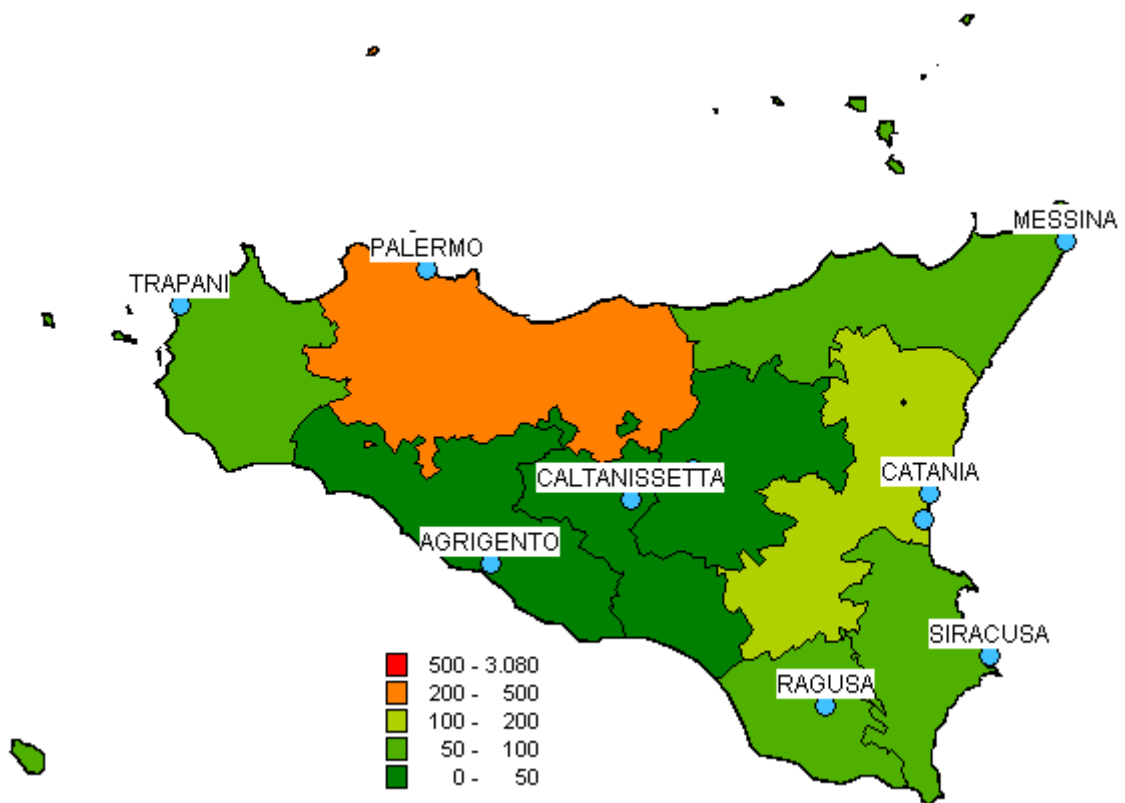 MESSINA
PALERMO
TRAPANI
CATANIA
CALTANISSETTA
AGRIGENTO
SIRACUSA
RAGUSA
500 - 3.080
200 - 500
100 - 200
50 - 100
0 - 50